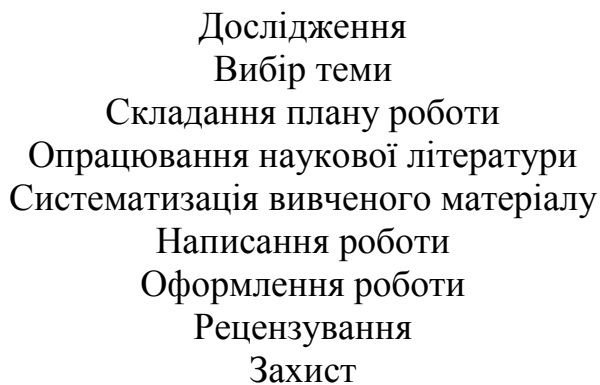 Дослідження
Вибір теми
Складання плану роботи
Опрацювання наукової літератури
Систематизація вивченого матеріалу
Написання роботи
Оформлення роботи
Рецензування
Захист